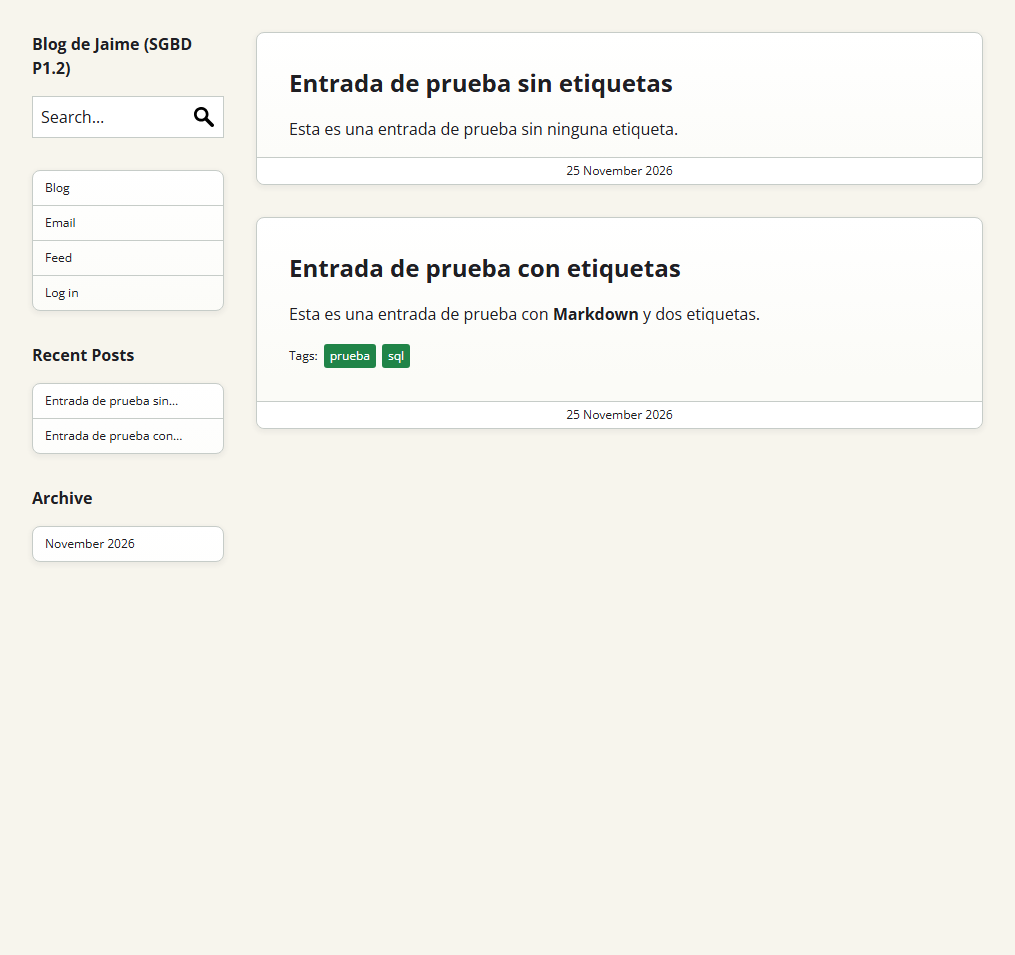 Blog de Jaime (SGBD
P1.2)
Search...
Blog
Email
Feed
Log in
Recent Posts
Entrada de prueba sin...
Entrada de prueba con...
Archive
November 2026
Entrada de prueba sin etiquetas
Esta es una entrada de prueba sin ninguna etiqueta.
25 November 2026
Entrada de prueba con etiquetas
Esta es una entrada de prueba con Markdown y dos etiquetas.
Tags: prueba sql
25 November 2026